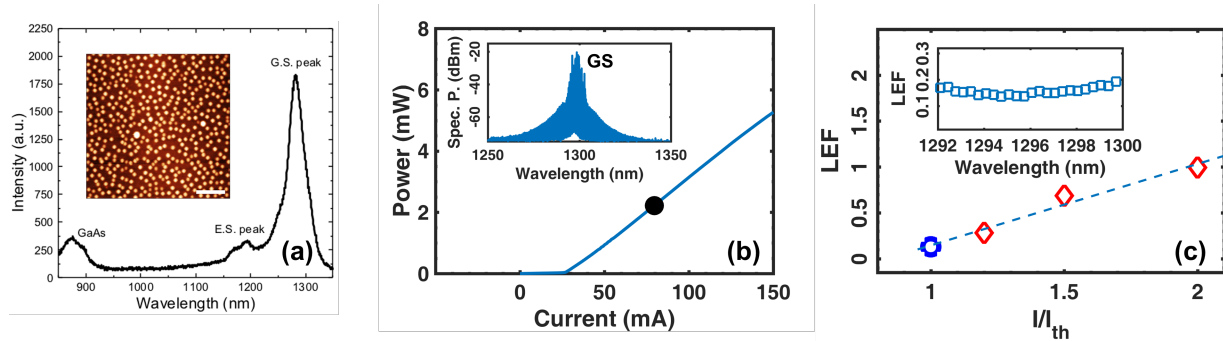 2250
2000
1750
1500
1250
1000
750
500
250
0
Intensity (a.u.)
G.S. peak
GaAs
E.S. peak
(a)
900
1000
1100
1200
1300
Wavelength (nm)
8
6
4
2
0
Power (mW)
-20
-40
-60
Spec. P. (dBm)
GS
1250
1300
1350
Wavelength (nm)
(b)
0
50
100
150
Current (mA)
2
1.5
1
0.5
0
LEF
0.3
0.2
0.1
LEF
1292
1294
1296
1298
1300
Wavelength (nm)
(c)
1
1.5
2
I/Ith